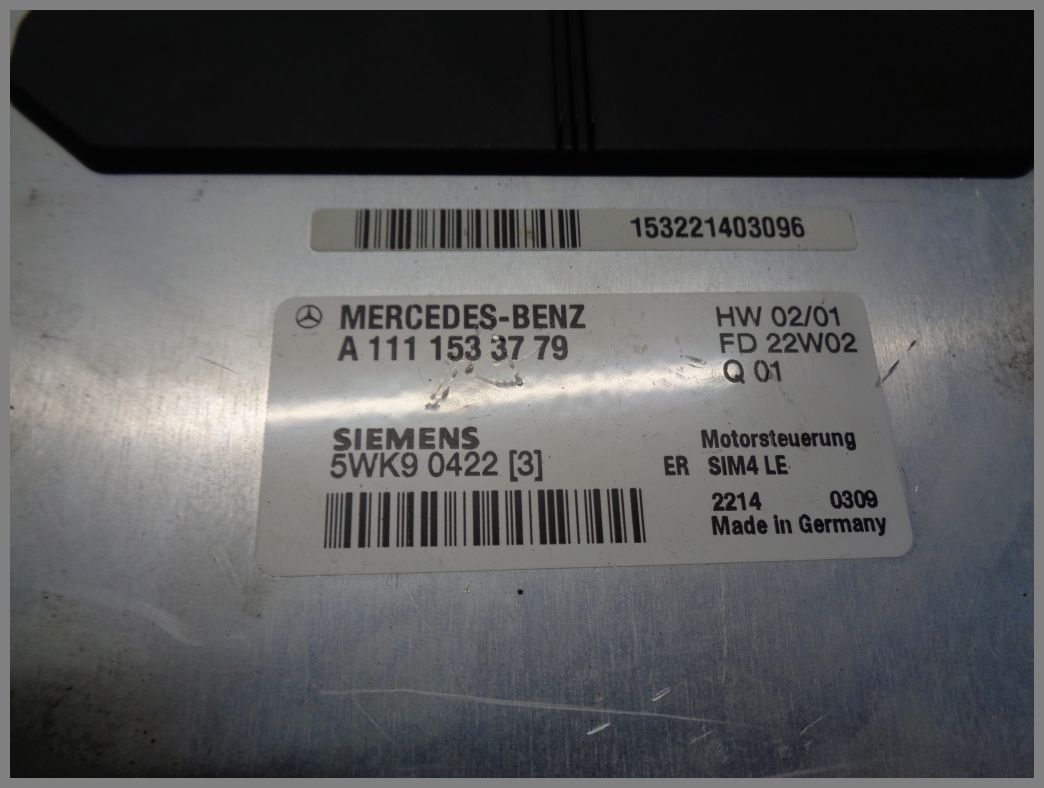 153221403096
MERCEDES-BENZ HW 02/01
A 111 153 37 79 FD 22W02
Q 01
SIEMENS Motorsteuerung
5WK9 0422 [3] ER SIM4 LE
2214 0309
Made in Germany